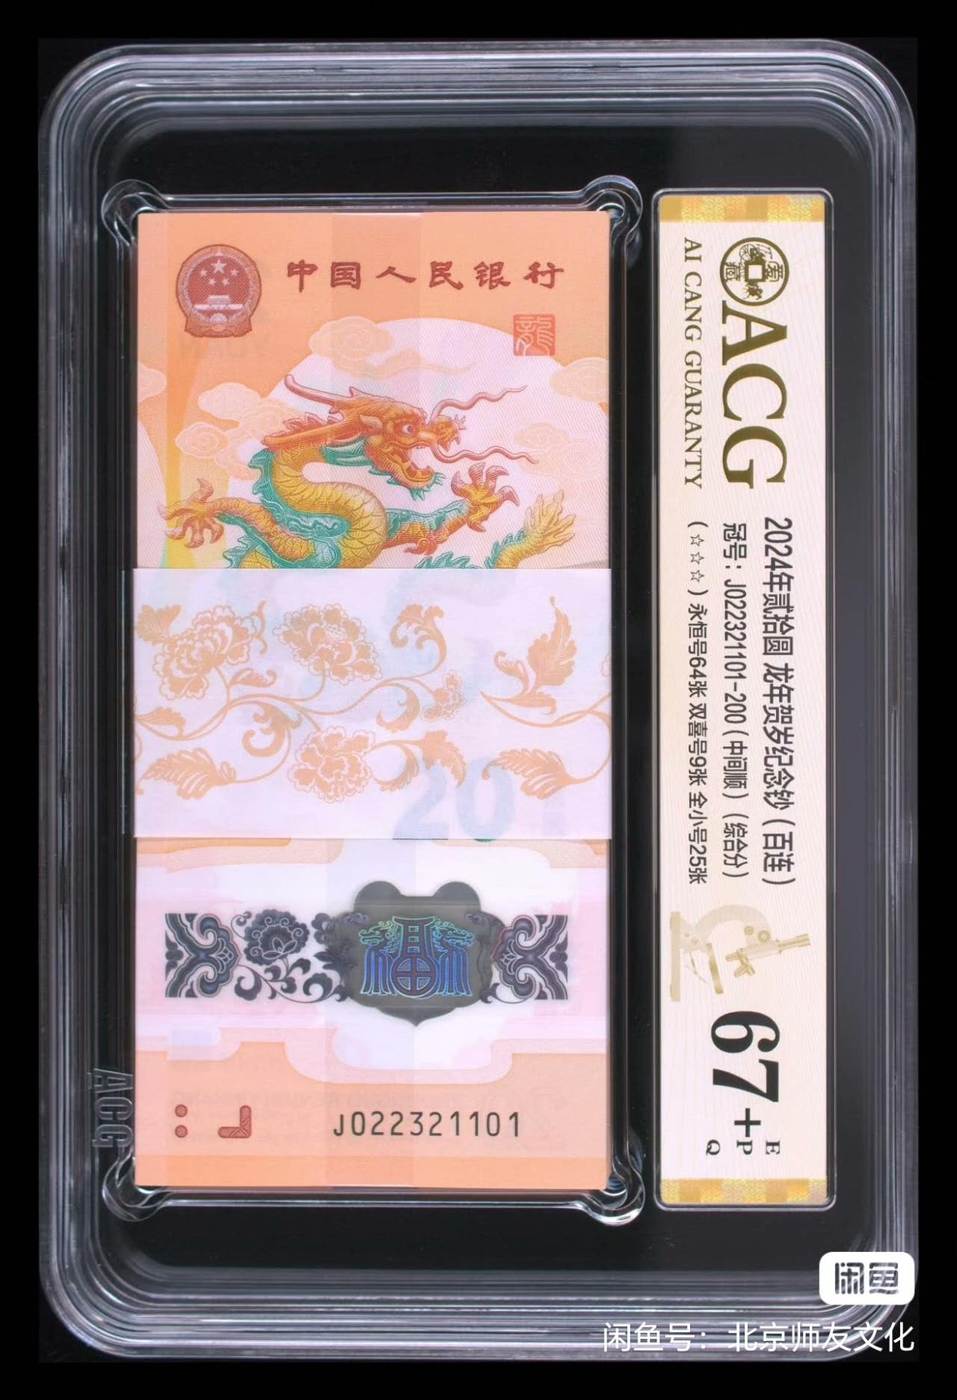 中国人民银行
龍
20
J022321101
ACG
AI CANG GUARANTY
2024年贰拾圆 龙年贺岁纪念钞（百连）
冠号：J022321101-200（中间顺）（综合分）
（☆☆☆）永恒号64张 双喜号9张 全小号25张
67+
E
P
Q
ACG
闲鱼
闲鱼号：北京师友文化